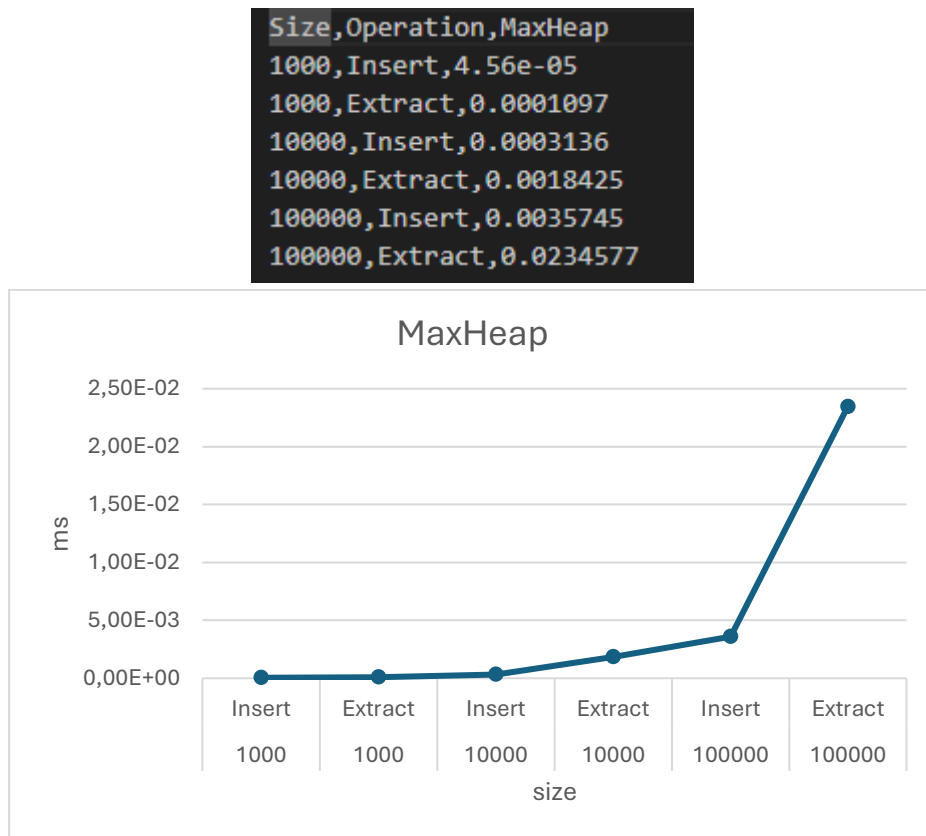 Size,Operation,MaxHeap
1000,Insert,4.56e-05
1000,Extract,0.0001097
10000,Insert,0.0003136
10000,Extract,0.0018425
100000,Insert,0.0035745
100000,Extract,0.0234577
MaxHeap
2,50E-02
2,00E-02
1,50E-02
1,00E-02
5,00E-03
0,00E+00
ms
Insert Extract Insert Extract Insert Extract
1000 1000 10000 10000 100000 100000
size